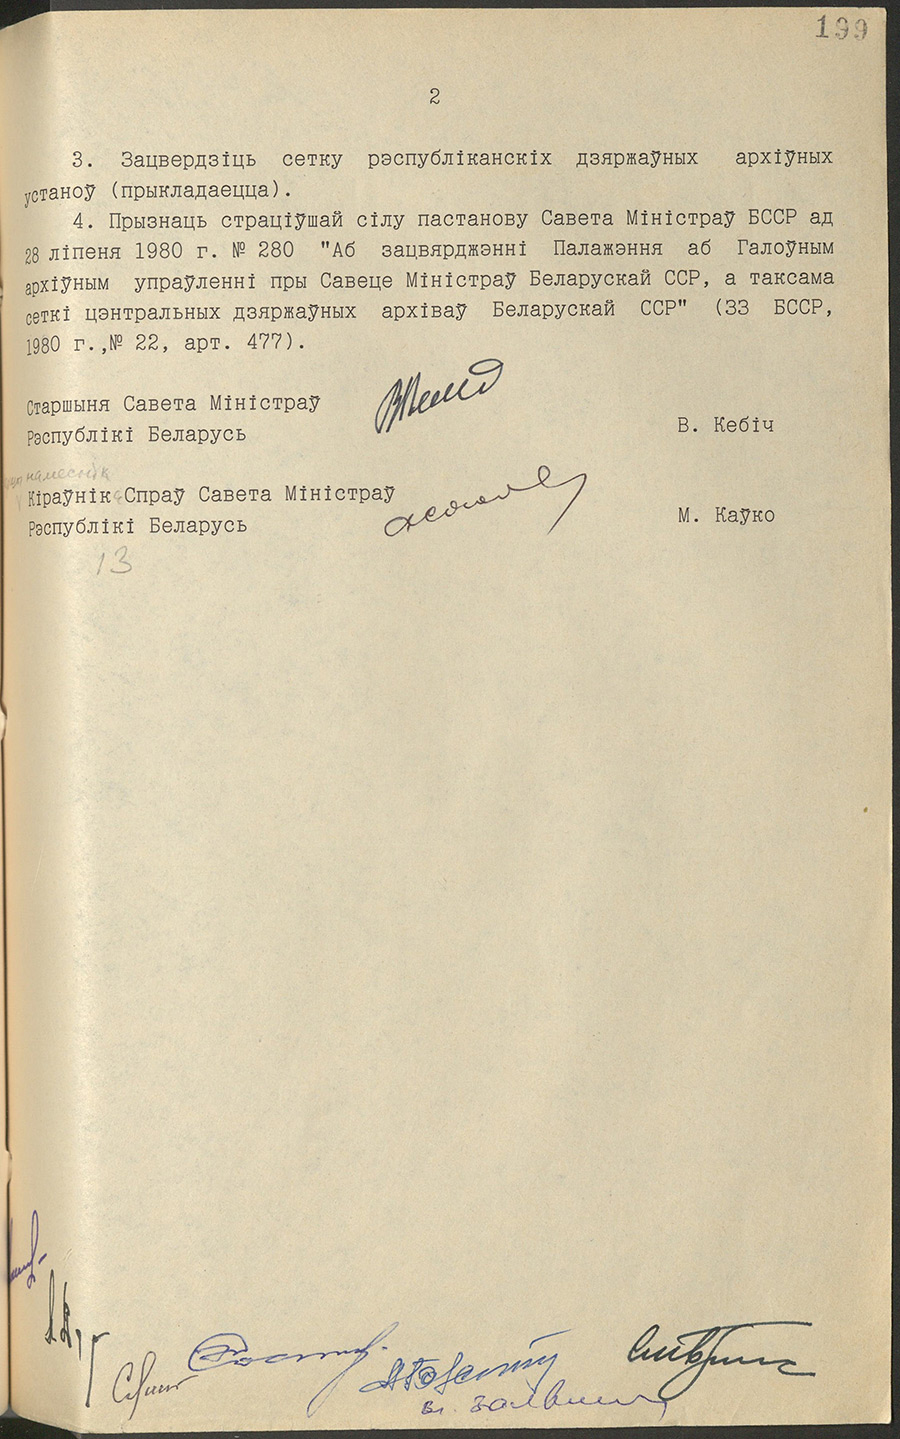 199
2
3. Зацвердзіць сетку рэспубліканскіх дзяржаўных архіўных
устаноў (прыкладаецца).
4. Прызнаць страціўшай сілу пастанову Савета Міністраў БССР ад
28 ліпеня 1980 г. № 280 "Аб зацвярджэнні Палажэння аб Галоўным
архіўным упраўленні пры Савеце Міністраў Беларускай ССР, а таксама
сеткі цэнтральных дзяржаўных архіваў Беларускай ССР" (ЗЗ БССР,
1980 г.,№ 22, арт. 477).
Старшыня Савета Міністраў
Рэспублікі Беларусь
В. Кебіч
намеснік
Кіраўнік Спраў Савета Міністраў
Рэспублікі Беларусь
М. Каўко
13